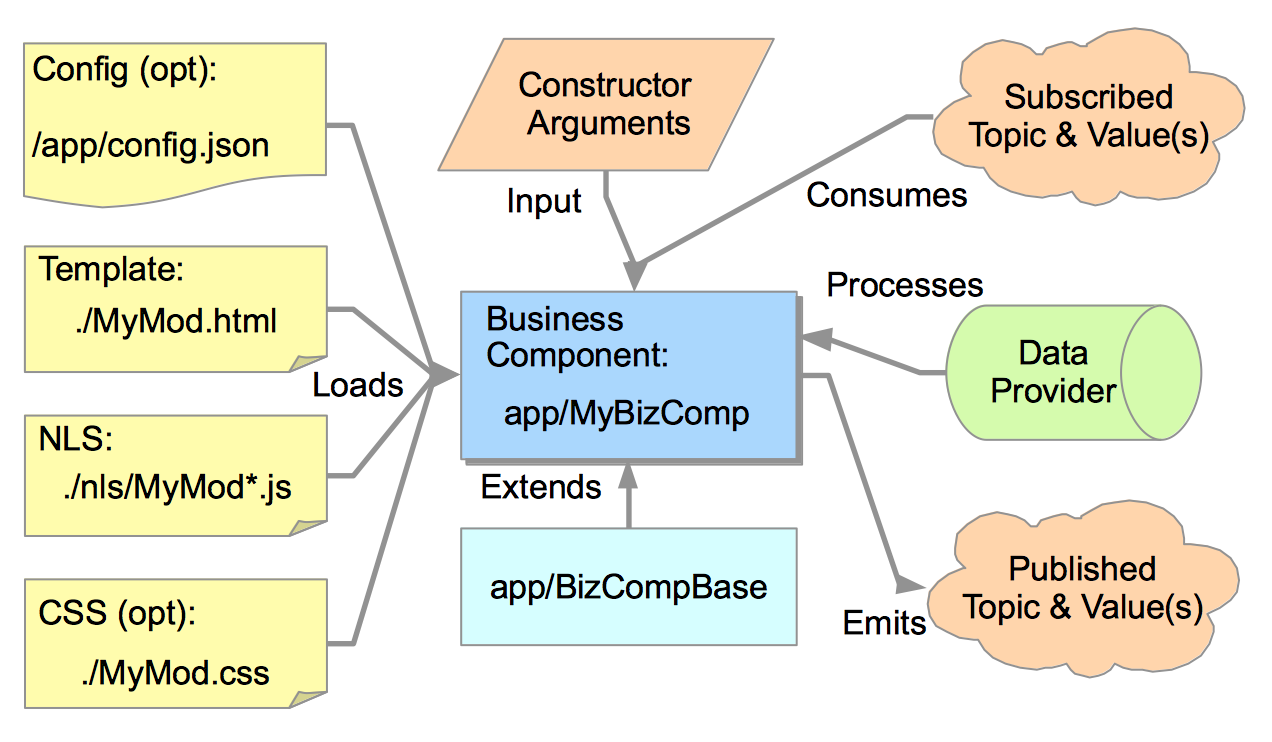 Config (opt):
/app/config.json
Template:
./MyMod.html
NLS:
./nls/MyMod*.js
CSS (opt):
./MyMod.css
Loads
Constructor
Arguments
Input
Consumes
Subscribed
Topic & Value(s)
Business
Component:
app/MyBizComp
Extends
app/BizCompBase
Processes
Data
Provider
Emits
Published
Topic & Value(s)